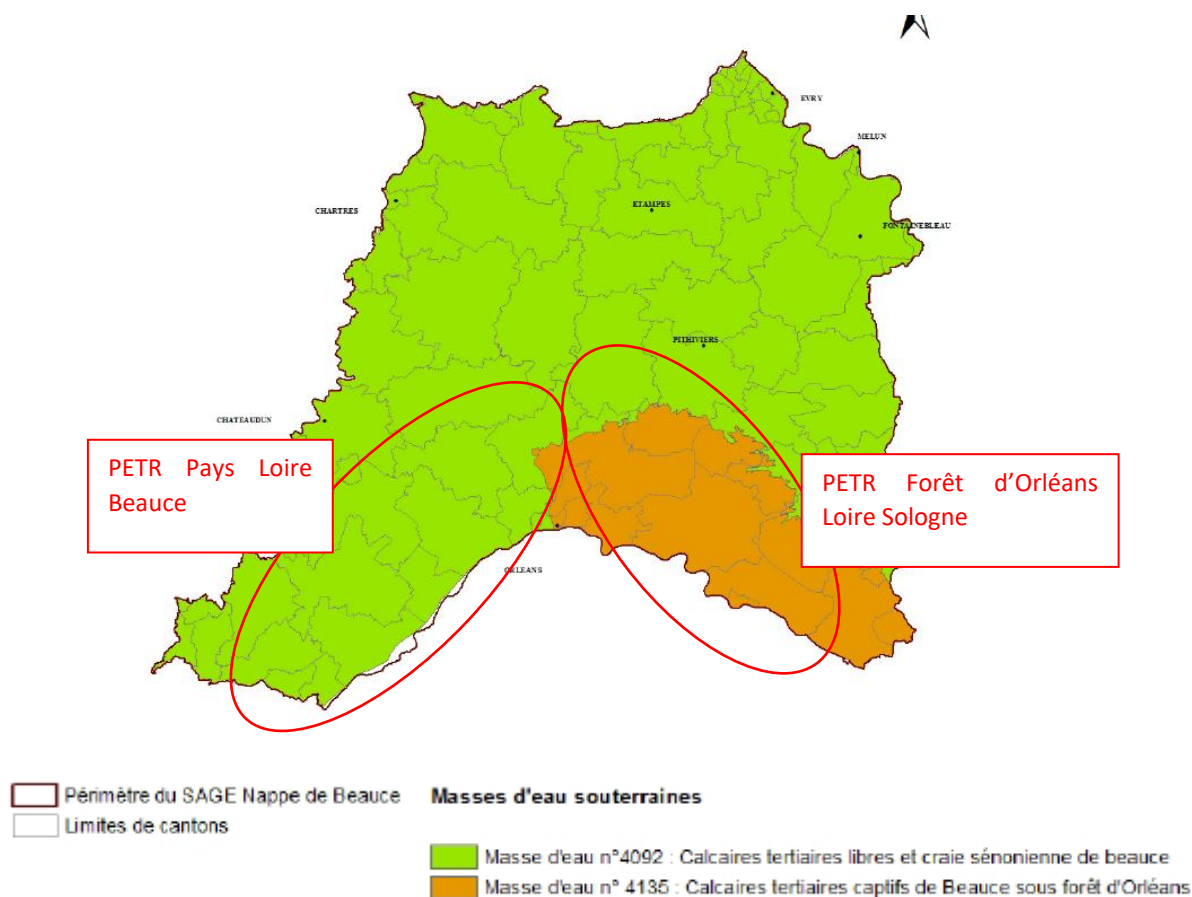 EVRY
MELUN
CHARTRES
ETAMPES
FONTAINEBLEAU
PITHIVIERS
CHATEAUDUN
PETR Pays Loire
Beauce
PETR Forêt d'Orléans
Loire Sologne
ORLEANS
Périmètre du SAGE Nappe de Beauce
Limites de cantons
Masses d'eau souterraines
Masse d'eau n°4092 : Calcaires tertiaires libres et craie sénonienne de beauce
Masse d'eau n° 4135 : Calcaires tertiaires captifs de Beauce sous forêt d'Orléans